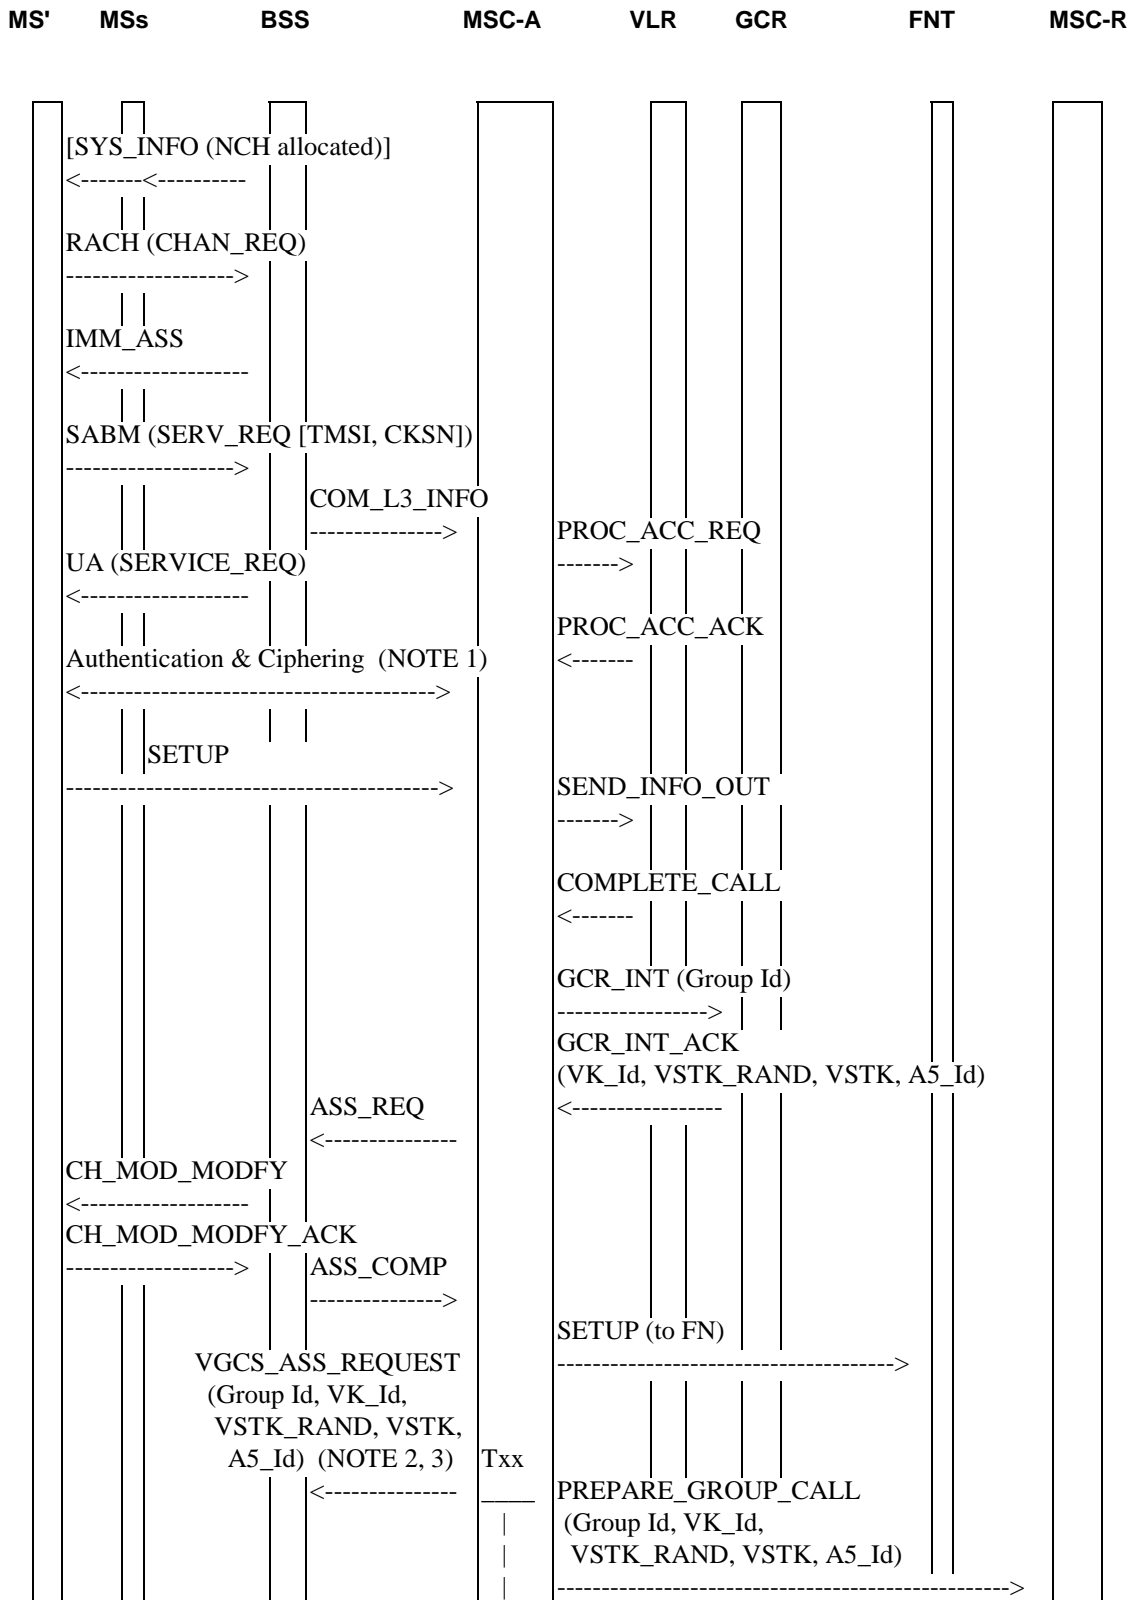 MS' MSs BSS MSC-A VLR GCR FNT MSC-R
[SYS_INFO (NCH allocated)]
<-------<----------
RACH (CHAN_REQ)
------------------->
IMM_ASS
<-------------------
SABM (SERV_REQ [TMSI, CKSN])
------------------->
COM_L3_INFO
---------------> PROC_ACC_REQ
UA (SERVICE_REQ) ------->
<-------------------
PROC_ACC_ACK
Authentication & Ciphering (NOTE 1) <-------
<---------------------------------------->
SETUP
------------------------------------------> SEND_INFO_OUT
------->
COMPLETE_CALL
<-------
GCR_INT (Group Id)
----------------->
GCR_INT_ACK
(VK_Id, VSTK_RAND, VSTK, A5_Id)
ASS_REQ <-----------------
<---------------
CH_MOD_MODFY
<-------------------
CH_MOD_MODFY_ACK
-------------------> ASS_COMP
--------------->
SETUP (to FN)
VGCS_ASS_REQUEST -------------------------------------->
(Group Id, VK_Id,
VSTK_RAND, VSTK,
A5_Id) (NOTE 2, 3) Txx
<--------------- ____ PREPARE_GROUP_CALL
| (Group Id, VK_Id,
| VSTK_RAND, VSTK, A5_Id)
| --------------------------------------------------->